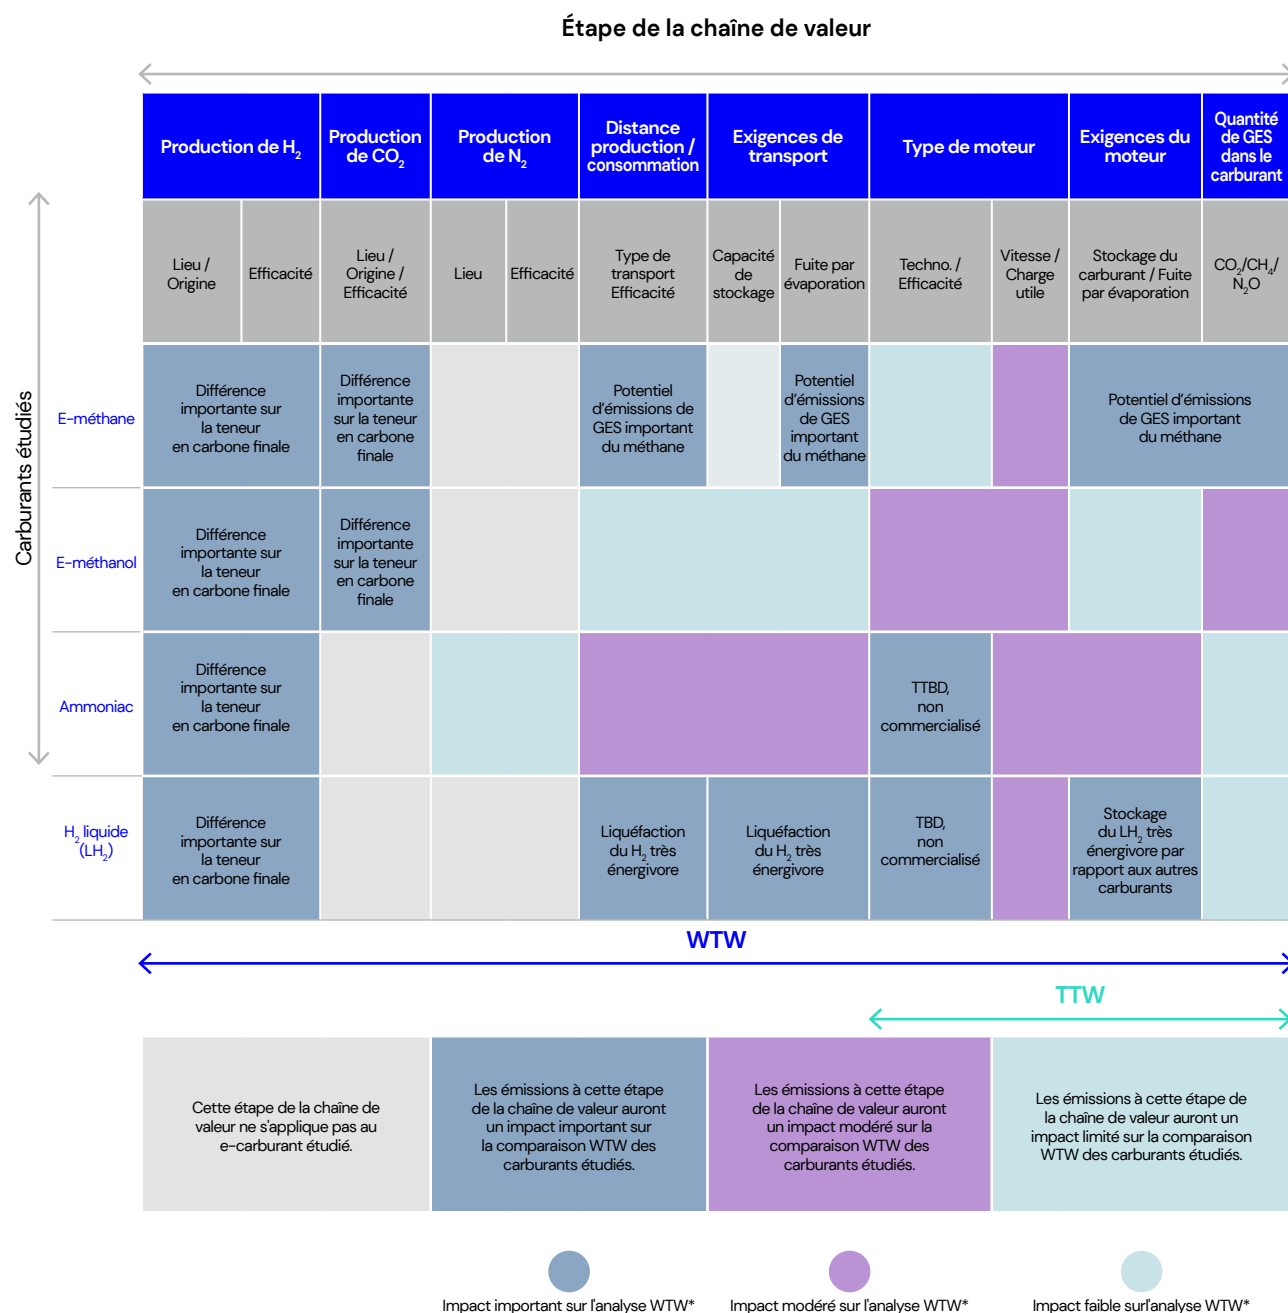 Étape de la chaîne de valeur
Production de H₂
Production
de CO₂
Production
de N₂
Distance
production /
consommation
Exigences de
transport
Type de moteur
Exigences du
moteur
Quantité
de GES
dans le
carburant
Lieu /
Origine
Efficacité
Lieu /
Origine /
Efficacité
Lieu
Efficacité
Type de
transport
Efficacité
Capacité
de
stockage
Fuite par
évaporation
Techno. /
Efficacité
Vitesse /
Charge
utile
Stockage du
carburant / Fuite
par évaporation
CO₂/CH₄/
N₂O
Carburants étudiés
E-méthane
Différence
importante sur
la teneur
en carbone finale
Différence
importante
sur la teneur
en carbone
finale
Potentiel
d'émissions de
GES important
du méthane
Potentiel
d'émissions
de GES
important
du méthane
Potentiel d'émissions
de GES important
du méthane
E-méthanol
Différence
importante sur
la teneur
en carbone finale
Différence
importante
sur la teneur
en carbone
finale
Ammoniac
Différence
importante sur
la teneur
en carbone finale
TTBD,
non
commercialisé
H₂ liquide
(LH₂)
Différence
importante sur
la teneur
en carbone finale
Liquéfaction
du H₂ très
énergivore
Liquéfaction
du H₂ très
énergivore
TBD,
non
commercialisé
Stockage
du LH₂ très
énergivore par
rapport aux autres
carburants
WTW
TTW
Cette étape de la chaîne de
valeur ne s'applique pas au
e-carburant étudié.
Les émissions à cette étape
de la chaîne de valeur auront
un impact important sur
la comparaison WTW des
carburants étudiés.
Les émissions à cette étape
de la chaîne de valeur auront
un impact modéré sur la
comparaison WTW des
carburants étudiés.
Les émissions à cette étape de
la chaîne de valeur auront un
impact limité sur la comparaison
WTW des carburants étudiés.
Impact important sur l'analyse WTW*
Impact modéré sur l'analyse WTW*
Impact faible surl'analyse WTW*